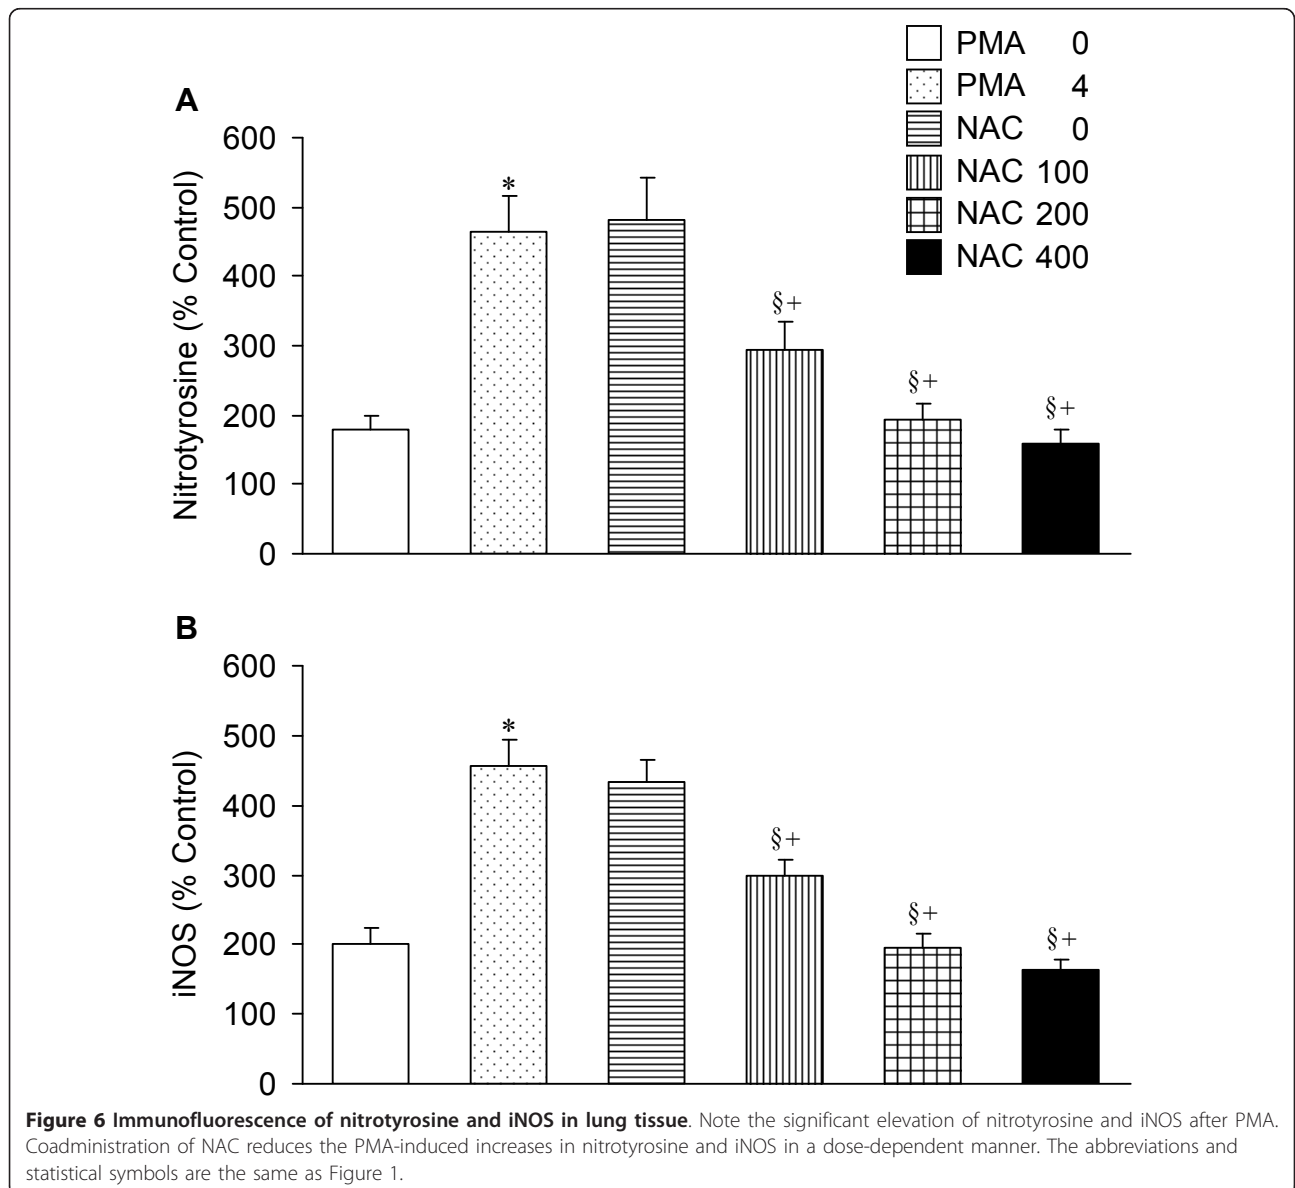 PMA 0
PMA 4
NAC 0
NAC 100
NAC 200
NAC 400
A
600
500
400
300
200
100
0
Nitrotyrosine (% Control)
*
§+
§+
§+
B
600
500
400
300
200
100
0
iNOS (% Control)
*
§+
§+
§+
Figure 6 Immunofluorescence of nitrotyrosine and iNOS in lung tissue. Note the significant elevation of nitrotyrosine and iNOS after PMA.
Coadministration of NAC reduces the PMA-induced increases in nitrotyrosine and iNOS in a dose-dependent manner. The abbreviations and
statistical symbols are the same as Figure 1.